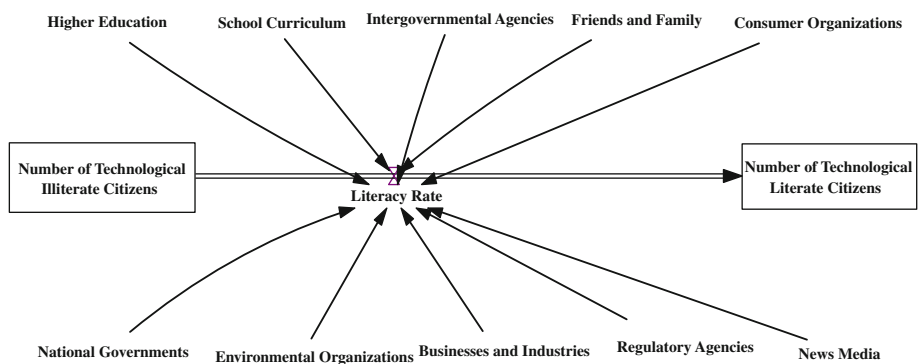 Higher Education
School Curriculum
Intergovernmental Agencies
Friends and Family
Consumer Organizations
Number of Technological
Illiterate Citizens
Literacy Rate
Number of Technological
Literate Citizens
National Governments
Environmental Organizations
Businesses and Industries
Regulatory Agencies
News Media